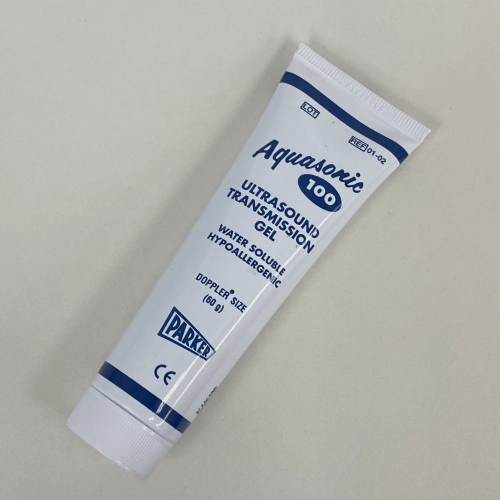 LOT
REF 01-02
Aquasonic
100
ULTRASOUND
TRANSMISSION
GEL
WATER SOLUBLE
HYPOALLERGENIC
DOPPLER* SIZE
(60 g)
PARKER
CE